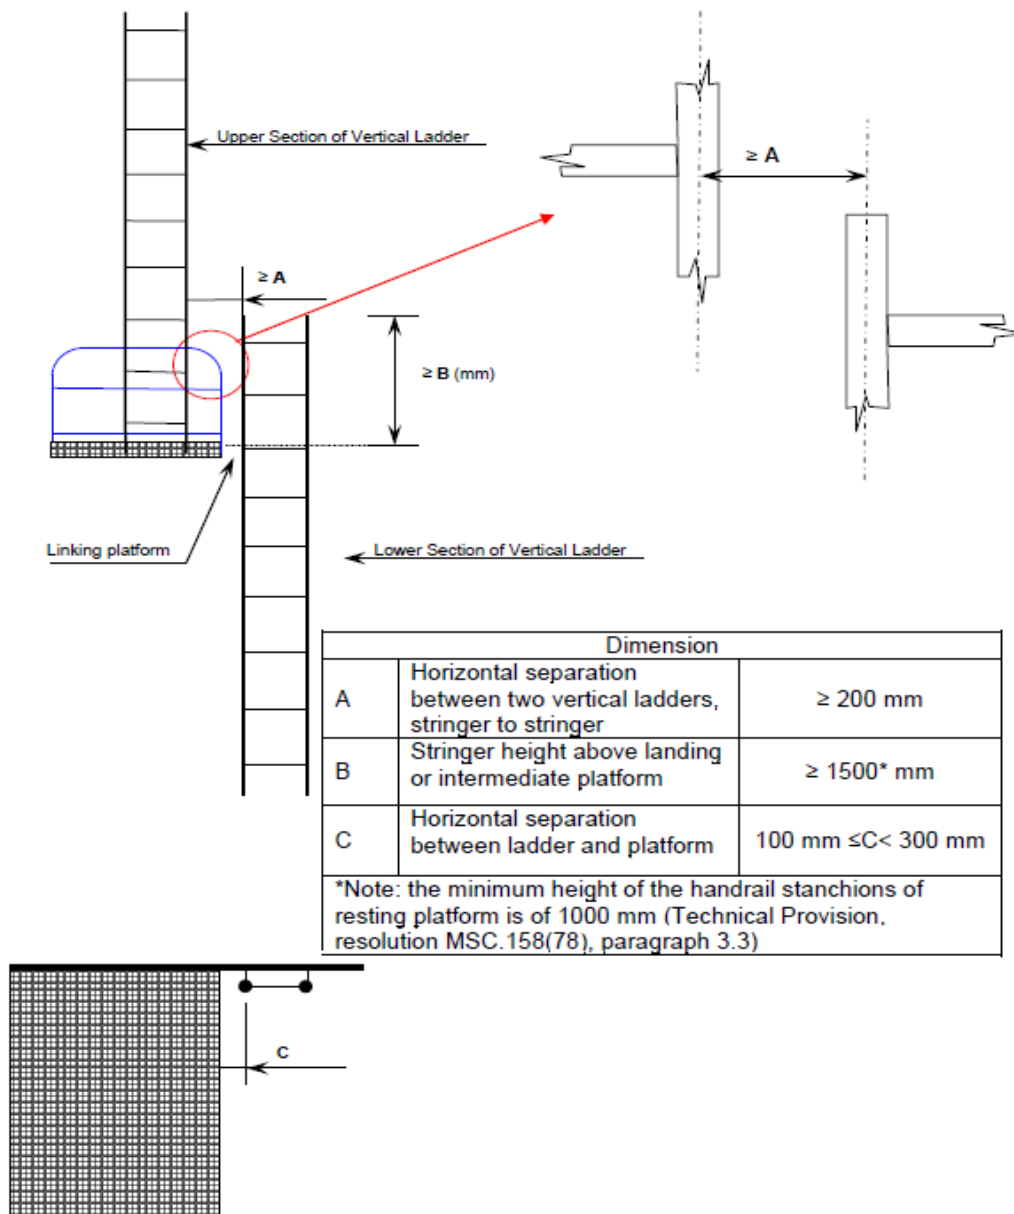 Upper Section of Vertical Ladder
≥ A
≥ A
≥ B (mm)
Linking platform
Lower Section of Vertical Ladder
Dimension
A
Horizontal separation
between two vertical ladders,
stringer to stringer
≥ 200 mm
B
Stringer height above landing
or intermediate platform
≥ 1500* mm
C
Horizontal separation
between ladder and platform
100 mm ≤C< 300 mm
*Note: the minimum height of the handrail stanchions of
resting platform is of 1000 mm (Technical Provision,
resolution MSC.158(78), paragraph 3.3)
C